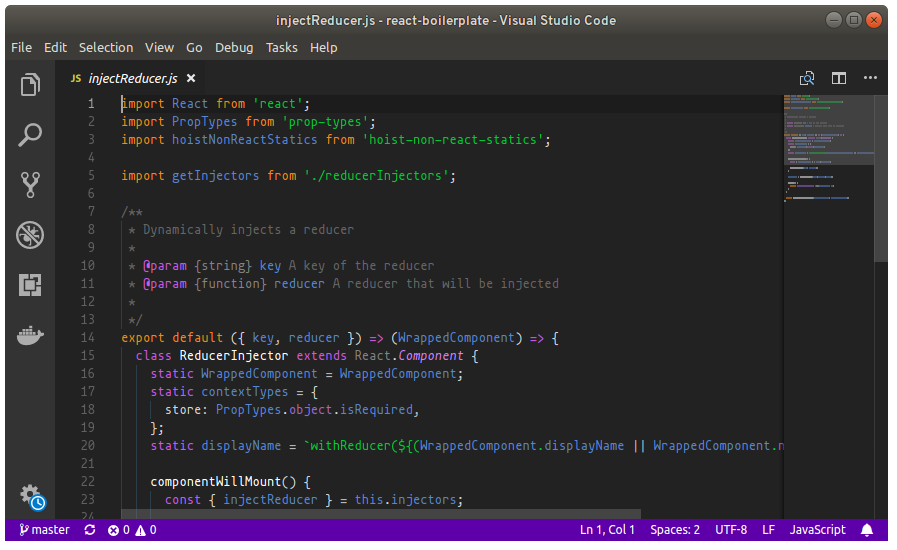 injectReducer.js - react-boilerplate - Visual Studio Code
File Edit Selection View Go Debug Tasks Help
JS injectReducer.js ×
1 import React from 'react';
2 import PropTypes from 'prop-types';
3 import hoistNonReactStatics from 'hoist-non-react-statics';
4
5 import getInjectors from './reducerInjectors';
6
7 /**
8 * Dynamically injects a reducer
9 *
10 * @param {string} key A key of the reducer
11 * @param {function} reducer A reducer that will be injected
12 *
13 */
14 export default ({ key, reducer }) => (WrappedComponent) => {
15 class ReducerInjector extends React.Component {
16 static WrappedComponent = WrappedComponent;
17 static contextTypes = {
18 store: PropTypes.object.isRequired,
19 };
20 static displayName = `withReducer(${(WrappedComponent.displayName || WrappedComponent.n
21
22 componentWillMount() {
23 const { injectReducer } = this.injectors;
24
master 0 0 Ln 1, Col 1 Spaces: 2 UTF-8 LF JavaScript